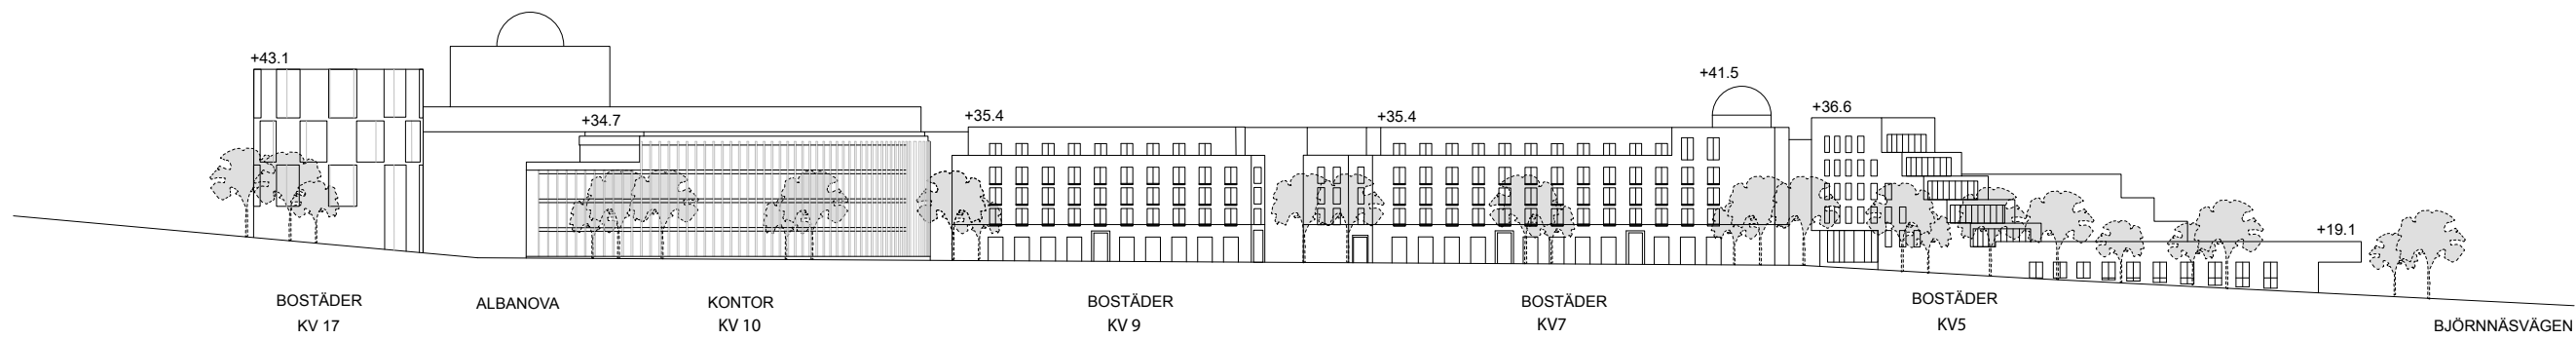 +43.1
+34.7
+35.4
+35.4
+41.5
+36.6
+19.1
BOSTÄDER
KV 17
ALBANOVA
KONTOR
KV 10
BOSTÄDER
KV 9
BOSTÄDER
KV7
BOSTÄDER
KV5
BJÖRNNÄSVÄGEN